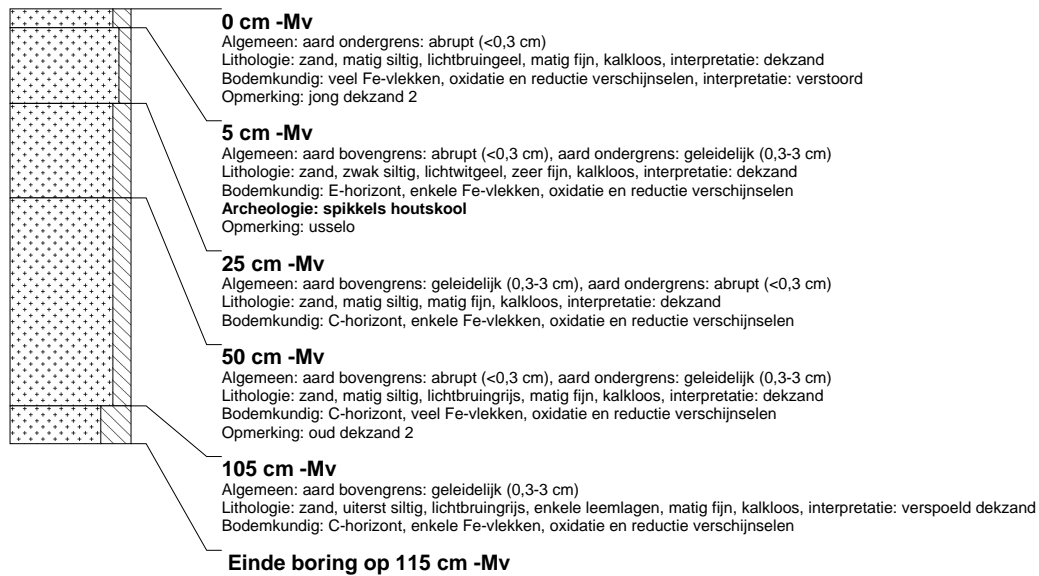 0 cm -Mv
Algemeen: aard ondergrens: abrupt (<0,3 cm)
Lithologie: zand, matig siltig, lichtbruingeel, matig fijn, kalkloos, interpretatie: dekzand
Bodemkundig: veel Fe-vlekken, oxidatie en reductie verschijnselen, interpretatie: verstoord
Opmerking: jong dekzand 2
5 cm -Mv
Algemeen: aard bovengrens: abrupt (<0,3 cm), aard ondergrens: geleidelijk (0,3-3 cm)
Lithologie: zand, zwak siltig, lichtwitgeel, zeer fijn, kalkloos, interpretatie: dekzand
Bodemkundig: E-horizont, enkele Fe-vlekken, oxidatie en reductie verschijnselen
Archeologie: spikkels houtskool
Opmerking: usselo
25 cm -Mv
Algemeen: aard bovengrens: geleidelijk (0,3-3 cm), aard ondergrens: abrupt (<0,3 cm)
Lithologie: zand, matig siltig, matig fijn, kalkloos, interpretatie: dekzand
Bodemkundig: C-horizont, enkele Fe-vlekken, oxidatie en reductie verschijnselen
50 cm -Mv
Algemeen: aard bovengrens: abrupt (<0,3 cm), aard ondergrens: geleidelijk (0,3-3 cm)
Lithologie: zand, matig siltig, lichtbruingrijs, matig fijn, kalkloos, interpretatie: dekzand
Bodemkundig: C-horizont, veel Fe-vlekken, oxidatie en reductie verschijnselen
Opmerking: oud dekzand 2
105 cm -Mv
Algemeen: aard bovengrens: geleidelijk (0,3-3 cm)
Lithologie: zand, uiterst siltig, lichtbruingrijs, enkele leemlagen, matig fijn, kalkloos, interpretatie: verspoeld dekzand
Bodemkundig: C-horizont, enkele Fe-vlekken, oxidatie en reductie verschijnselen
Einde boring op 115 cm -Mv